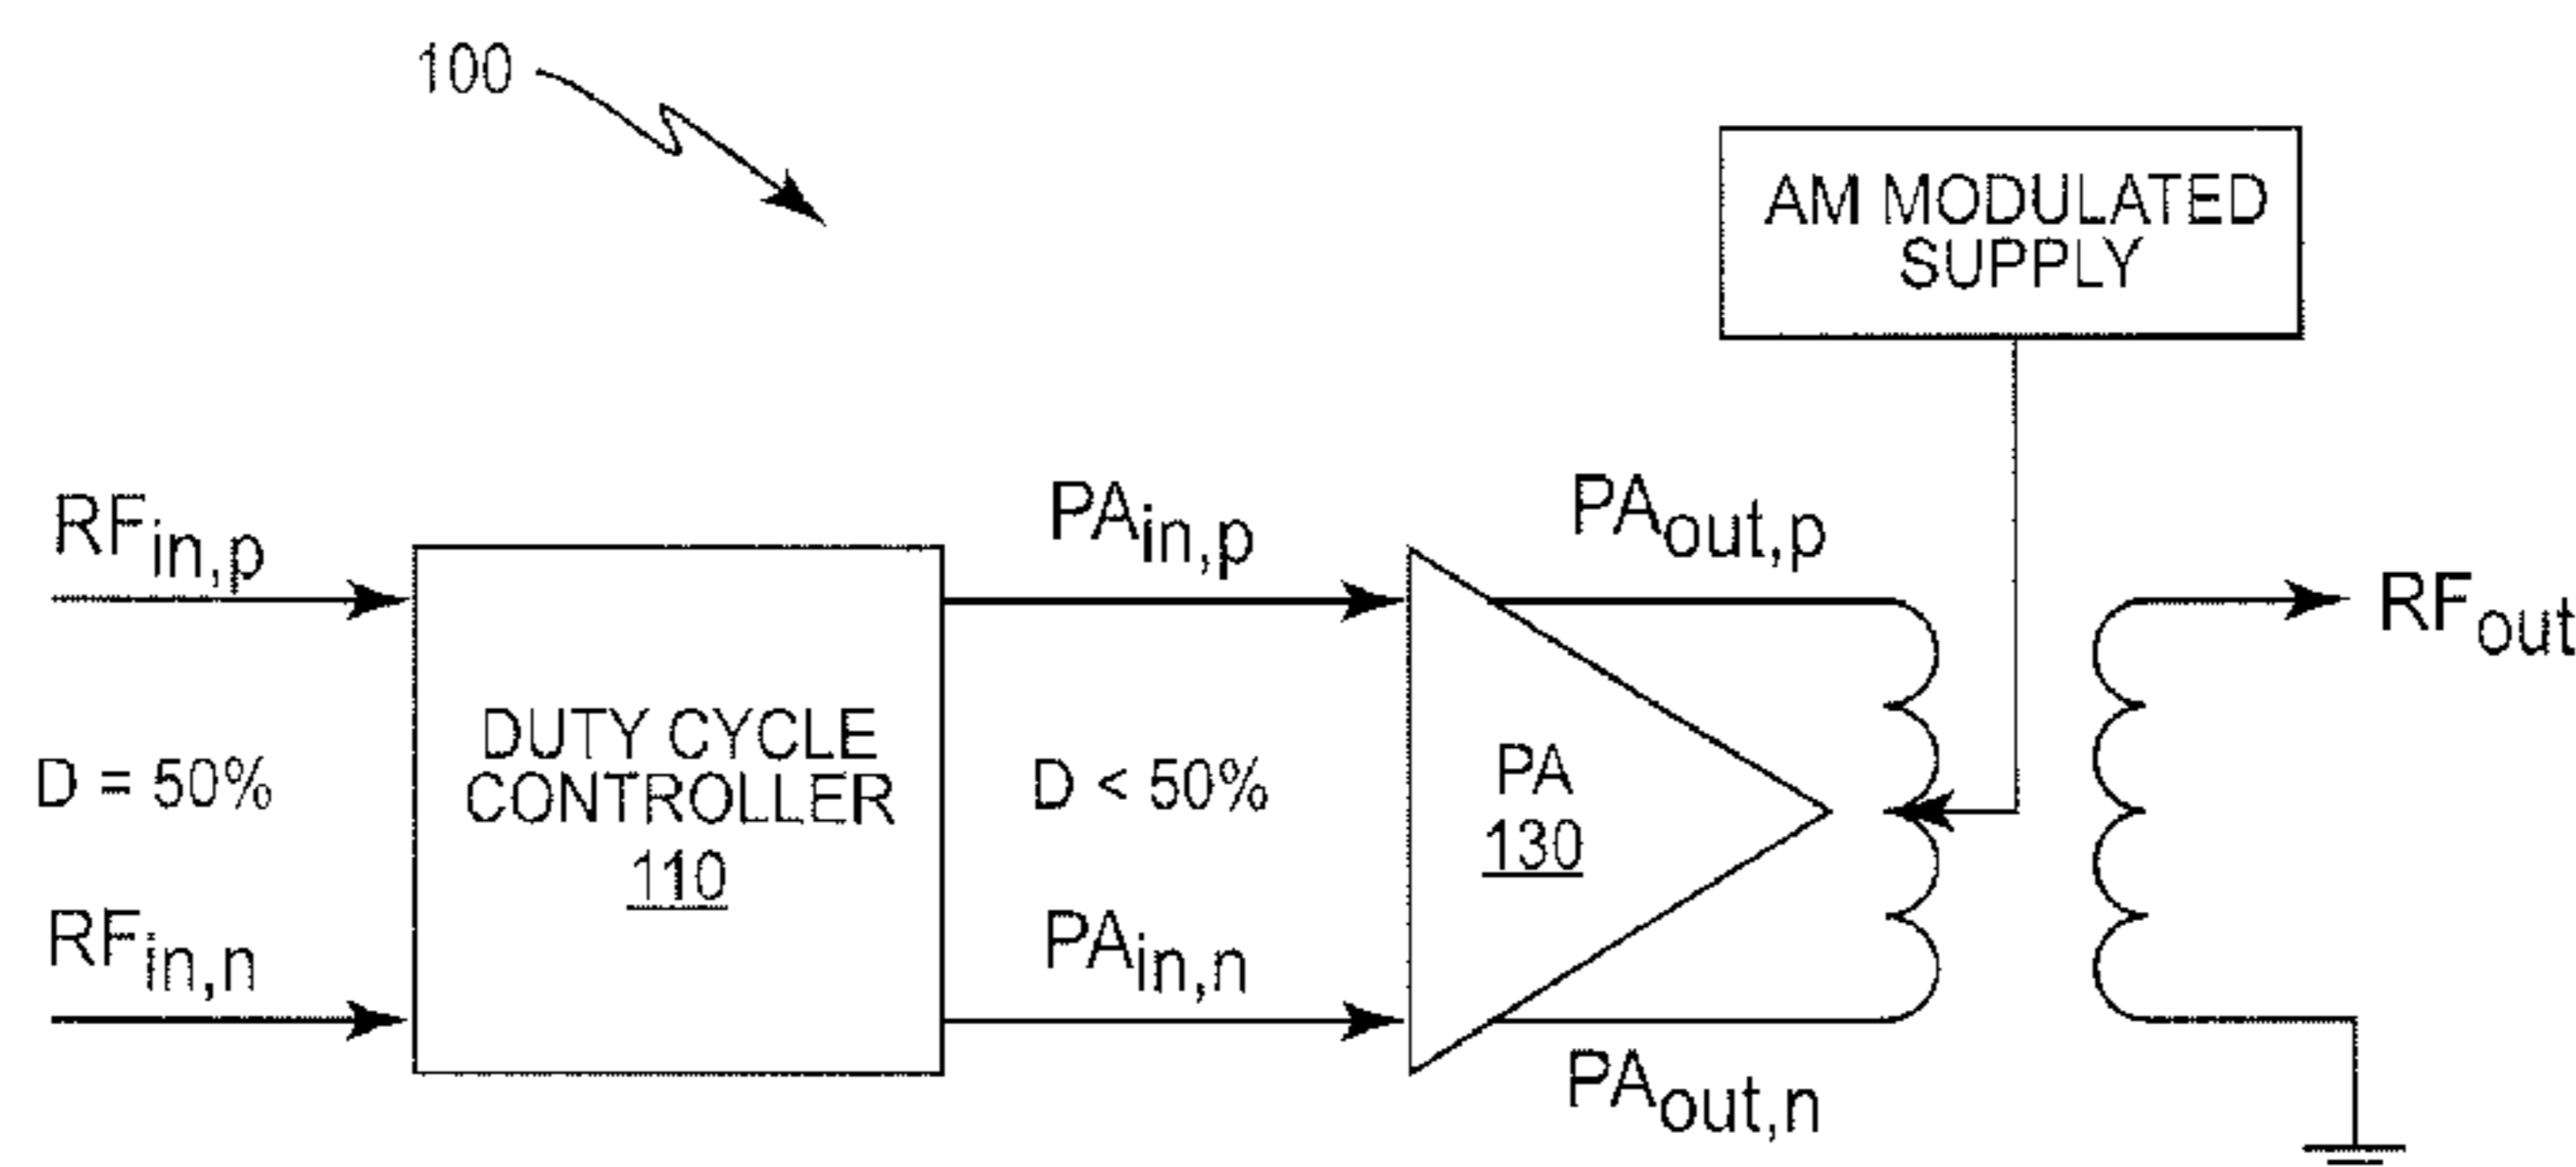 100
AM MODULATED
SUPPLY
RFin,p
PAin,p
PAout,p
RFout
D = 50%
DUTY CYCLE
CONTROLLER
110
D < 50%
PA
130
RFin,n
PAin,n
PAout,n